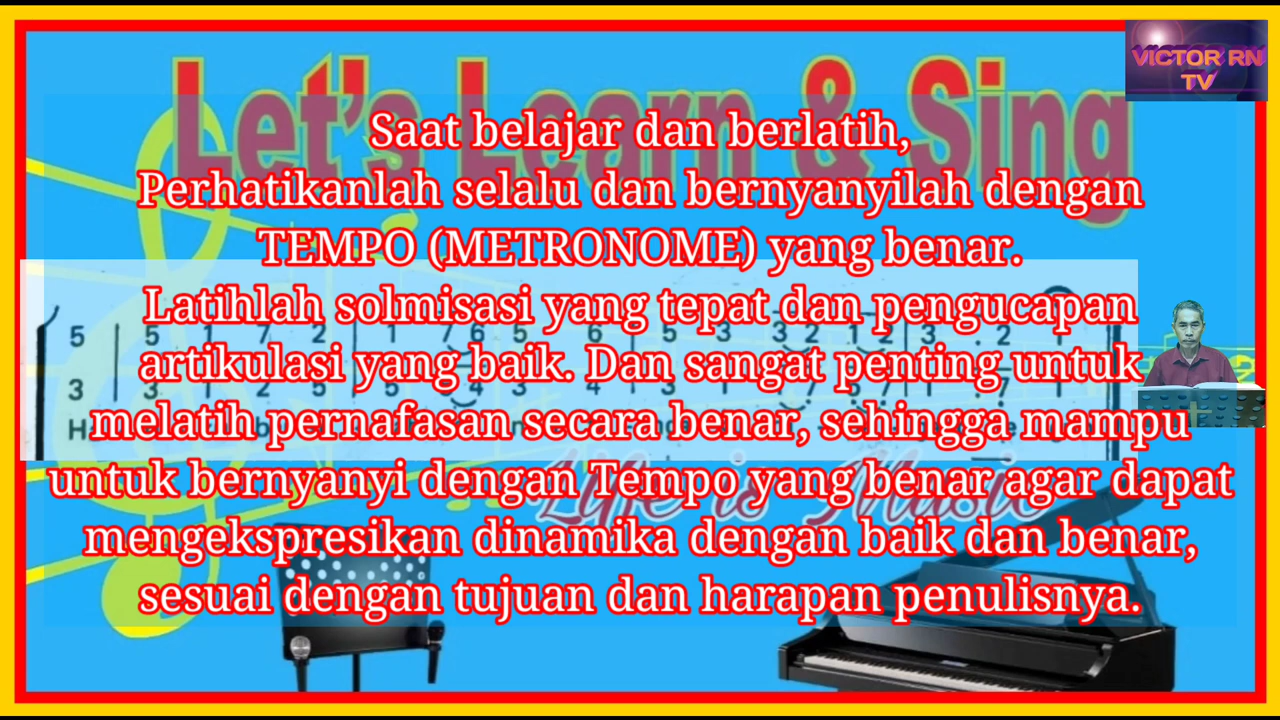 VICTOR RN
TV
Let's Learn & Sing
Saat belajar dan berlatih,
Perhatikanlah selalu dan bernyanyilah dengan
TEMPO (METRONOME) yang benar.
Latihlah solmisasi yang tepat dan pengucapan
artikulasi yang baik. Dan sangat penting untuk
melatih pernafasan secara benar, sehingga mampu
untuk bernyanyi dengan Tempo yang benar agar dapat
mengekspresikan dinamika dengan baik dan benar,
sesuai dengan tujuan dan harapan penulisnya.
Life is Music